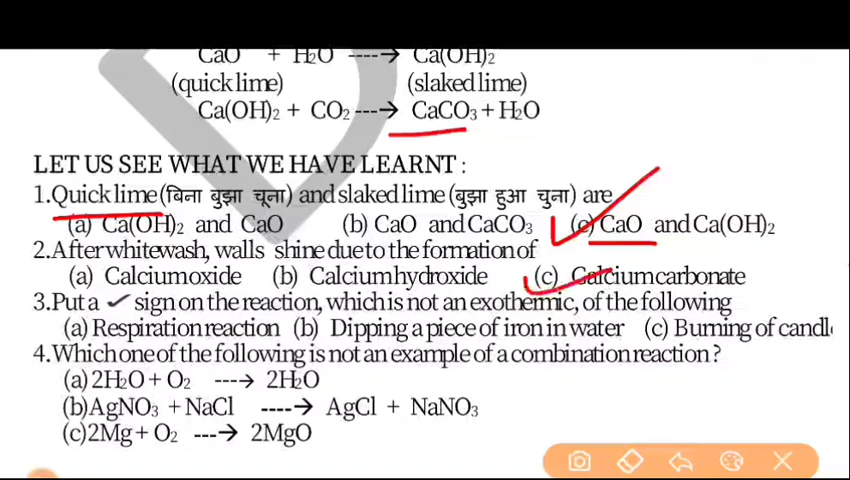 CaO + H₂O ----→ Ca(OH)₂
(quick lime) (slaked lime)
Ca(OH)₂ + CO₂ ---→ CaCO₃ + H₂O
LET US SEE WHAT WE HAVE LEARNT :
1.Quick lime (बिना बुझा चूना) and slaked lime (बुझा हुआ चुना) are
(a) Ca(OH)₂ and CaO (b) CaO and CaCO₃ (c) CaO and Ca(OH)₂
2.After whitewash, walls shine due to the formation of
(a) Calcium oxide (b) Calcium hydroxide (c) Calcium carbonate
3.Put a ✓ sign on the reaction, which is not an exothermic, of the following
(a) Respiration reaction (b) Dipping a piece of iron in water (c) Burning of candl
4.Which one of the following is not an example of a combination reaction ?
(a) 2H₂O + O₂ ---→ 2H₂O
(b)AgNO₃ + NaCl ----→ AgCl + NaNO₃
(c)2Mg + O₂ ---→ 2MgO